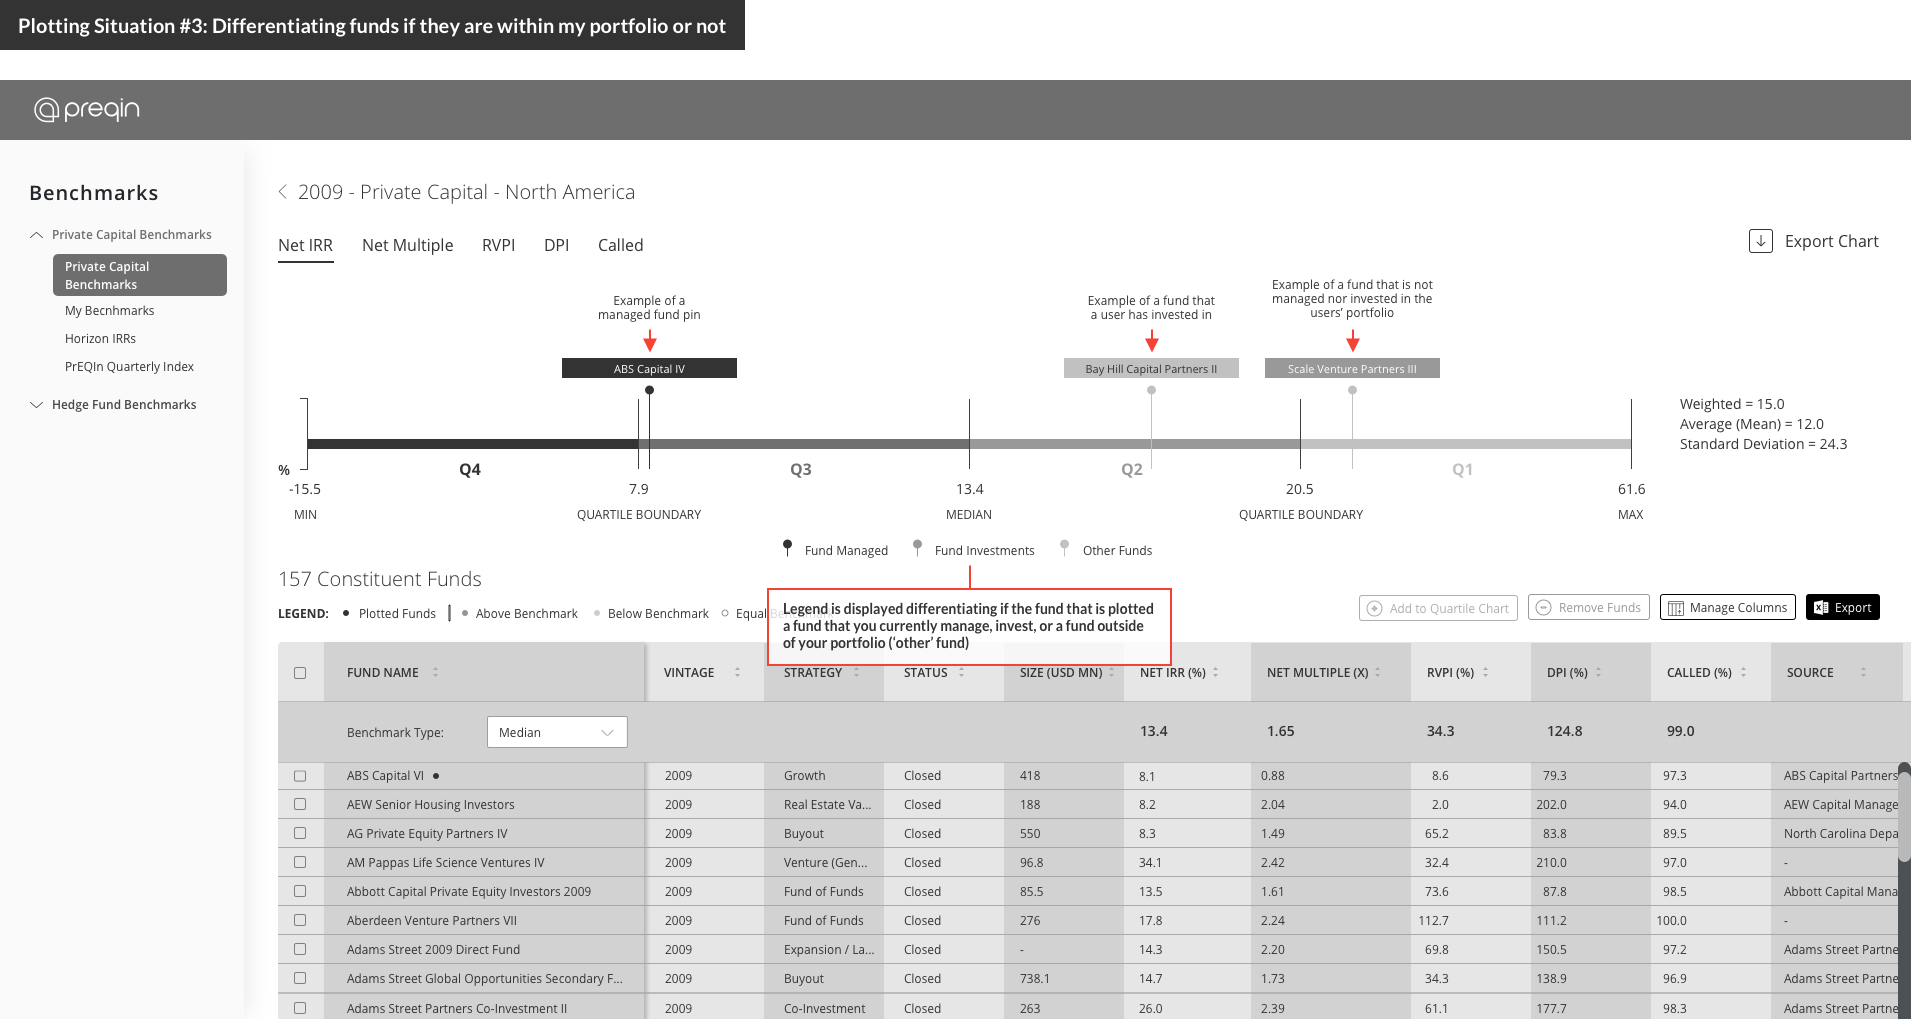 Plotting Situation #3: Differentiating funds if they are within my portfolio or not
preqin
Benchmarks
Private Capital Benchmarks
Private Capital
Benchmarks
My Becnhmarks
Horizon IRRs
PrEQIn Quarterly Index
Hedge Fund Benchmarks
2009 - Private Capital - North America
Net IRR Net Multiple RVPI DPI Called
Export Chart
Example of a
managed fund pin
Example of a fund that
a user has invested in
Example of a fund that is not
managed nor invested in the
users' portfolio
ABS Capital IV Bay Hill Capital Partners II Scale Venture Partners III
Weighted = 15.0
Average (Mean) = 12.0
Standard Deviation = 24.3
% Q4 Q3 Q2 Q1
-15.5 7.9 13.4 20.5 61.6
MIN QUARTILE BOUNDARY MEDIAN QUARTILE BOUNDARY MAX
Fund Managed Fund Investments Other Funds
157 Constituent Funds
LEGEND: Plotted Funds Above Benchmark Below Benchmark Equal
Legend is displayed differentiating if the fund that is plotted
a fund that you currently manage, invest, or a fund outside
of your portfolio ('other' fund)
Add to Quartile Chart Remove Funds Manage Columns Export
FUND NAME VINTAGE STRATEGY STATUS SIZE (USD MN) NET IRR (%) NET MULTIPLE (X) RVPI (%) DPI (%) CALLED (%) SOURCE
Benchmark Type: Median 13.4 1.65 34.3 124.8 99.0
ABS Capital VI 2009 Growth Closed 418 8.1 0.88 8.6 79.3 97.3 ABS Capital Partners
AEW Senior Housing Investors 2009 Real Estate Va... Closed 188 8.2 2.04 2.0 202.0 94.0 AEW Capital Manage
AG Private Equity Partners IV 2009 Buyout Closed 550 8.3 1.49 65.2 83.8 89.5 North Carolina Depa
AM Pappas Life Science Ventures IV 2009 Venture (Gen... Closed 96.8 34.1 2.42 32.4 210.0 97.0 -
Abbott Capital Private Equity Investors 2009 2009 Fund of Funds Closed 85.5 13.5 1.61 73.6 87.8 98.5 Abbott Capital Mana
Aberdeen Venture Partners VII 2009 Fund of Funds Closed 276 17.8 2.24 112.7 111.2 100.0 -
Adams Street 2009 Direct Fund 2009 Expansion / La... Closed - 14.3 2.20 69.8 150.5 97.2 Adams Street Partne
Adams Street Global Opportunities Secondary F... 2009 Buyout Closed 738.1 14.7 1.73 34.3 138.9 96.9 Adams Street Partne
Adams Street Partners Co-Investment II 2009 Co-Investment Closed 263 26.0 2.39 61.1 177.7 98.3 Adams Street Partne